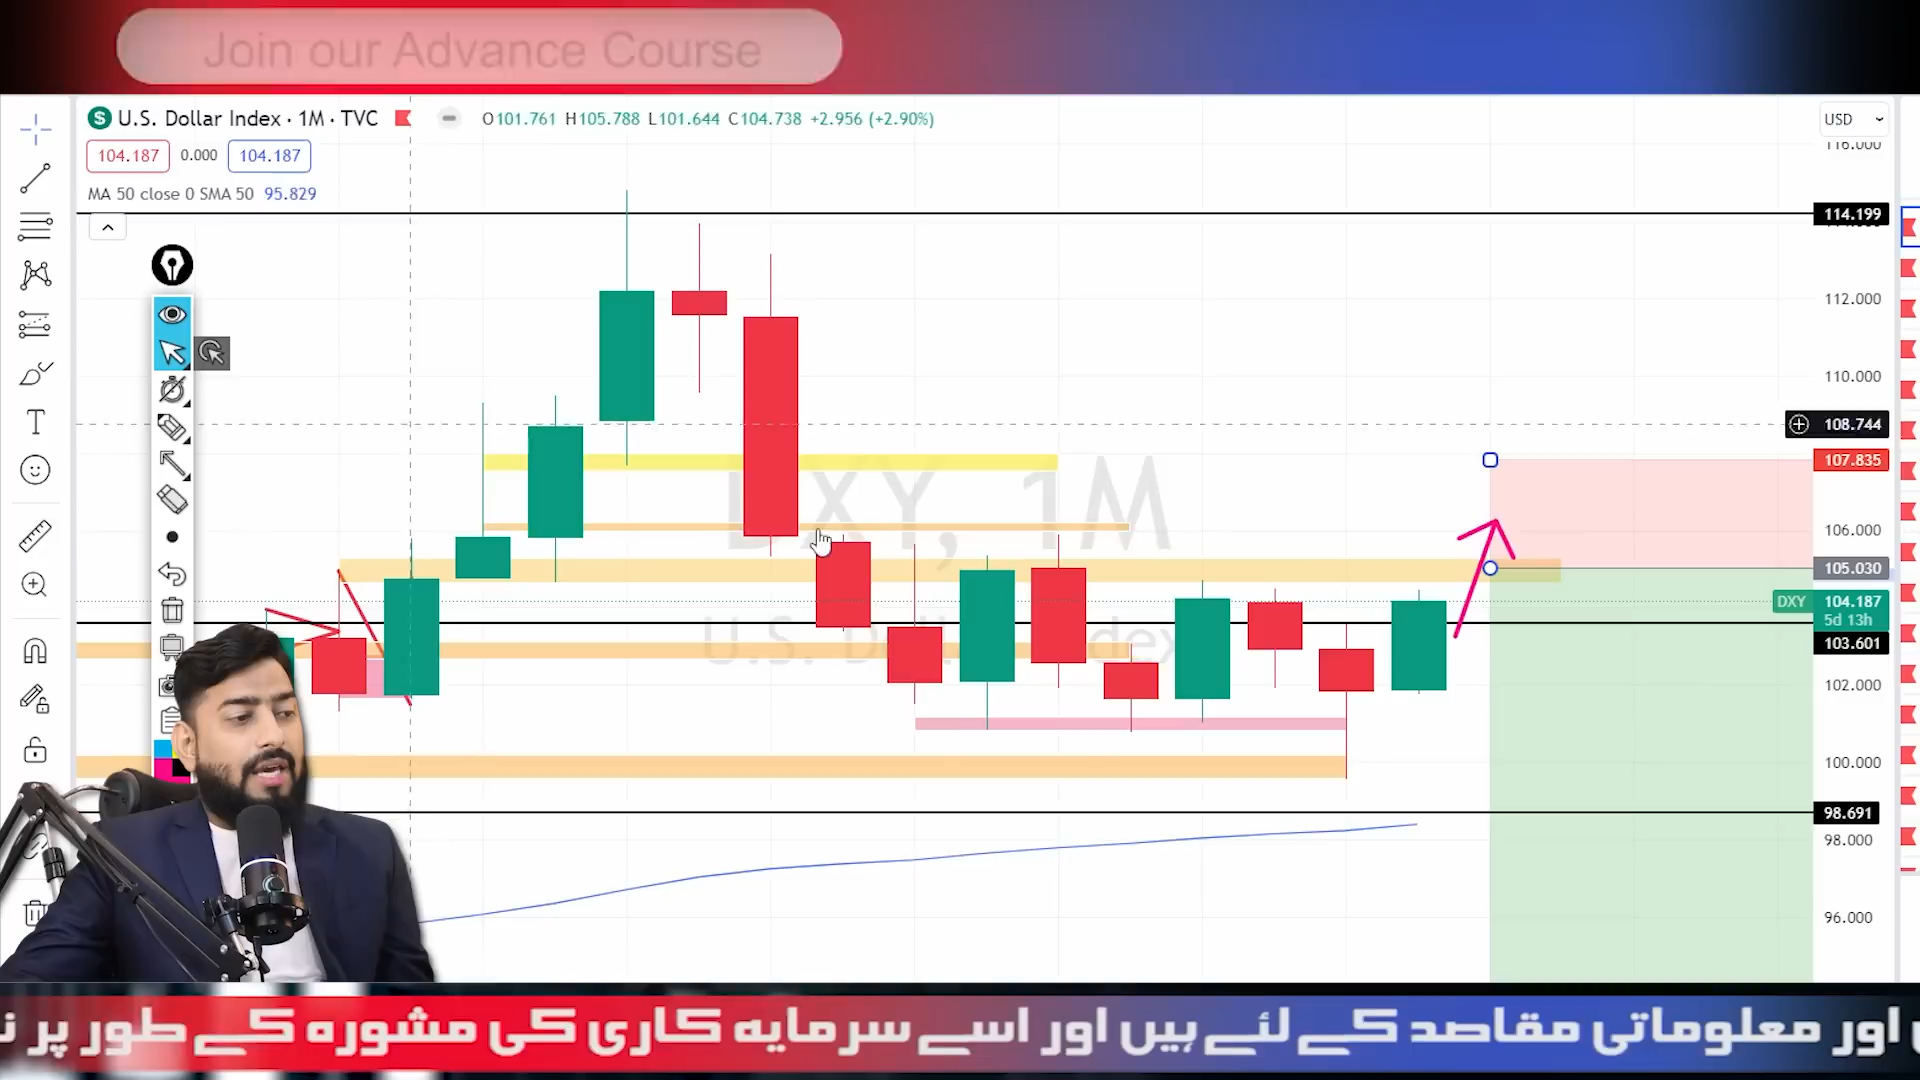 Join our Advance Course
U.S. Dollar Index · 1M · TVC
O101.761 H105.788 L101.644 C104.738 +2.956 (+2.90%)
USD
104.187 0.000 104.187
116.000
MA 50 close 0 SMA 50 95.829
114.199
112.000
110.000
108.744
107.835
DXY, 1M
106.000
105.030
DXY 104.187
5d 13h
U.S. Dollar Index
103.601
102.000
100.000
98.691
98.000
96.000
اور معلوماتی مقاصد کے لئے ہیں اور اسے سرمایہ کاری کی مشورہ کے طور پر